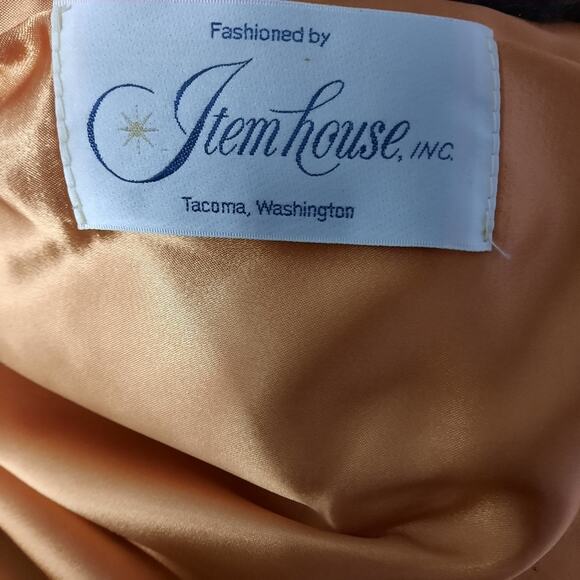 Fashioned by
Itemhouse, INC.
Tacoma, Washington